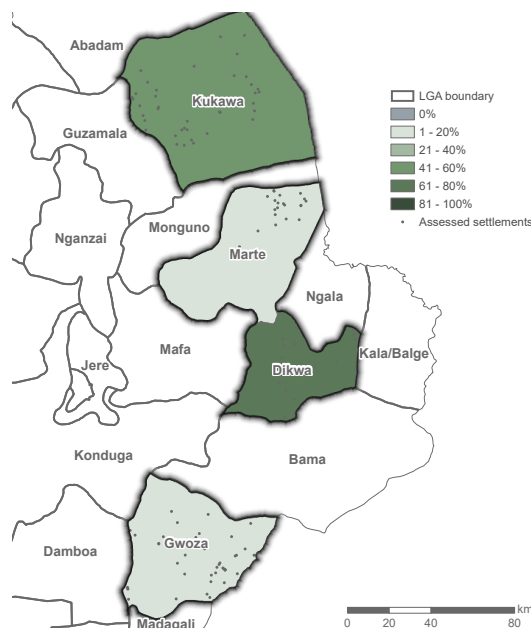 Abadam
Kukawa
LGA boundary
0%
1 - 20%
21 - 40%
41 - 60%
61 - 80%
81 - 100%
Assessed settlements
Guzamala
Monguno
Nganzai
Marte
Ngala
Mafa
Kala/Balge
Jere
Dikwa
Konduga
Bama
Gwoza
Damboa
Madagali
km
0 20 40 80